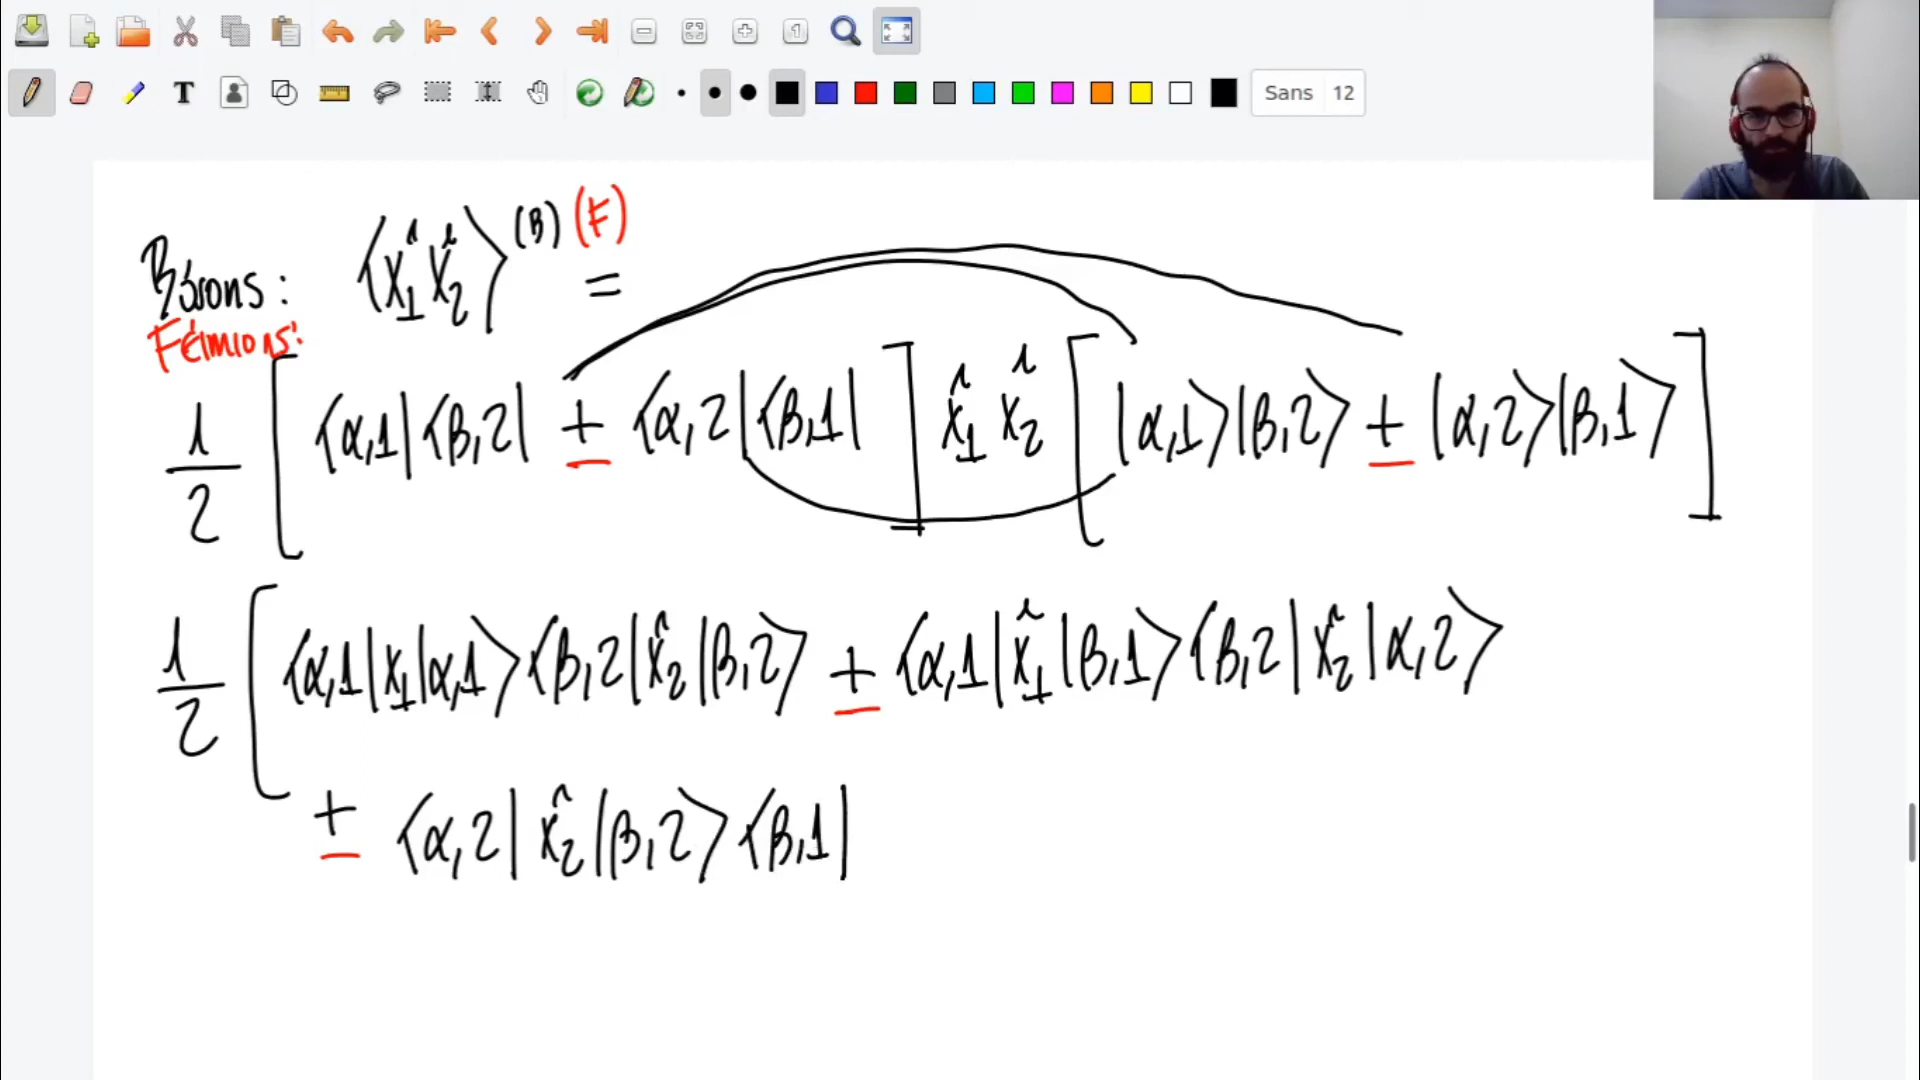 T Sans 12
Bósons: ⟨x̂₁ x̂₂⟩⁽ᴮ⁾ ⁽ᶠ⁾ =
Férmions:
1/2 [ ⟨α,1|⟨β,2| ± ⟨α,2|⟨β,1| ] x̂₁ x̂₂ [ |α,1⟩|β,2⟩ ± |α,2⟩|β,1⟩ ]
1/2 [ ⟨α,1|x₁|α,1⟩⟨β,2|x̂₂|β,2⟩ ± ⟨α,1|x̂₁|β,1⟩⟨β,2|x̂₂|α,2⟩
± ⟨α,2|x̂₂|β,2⟩⟨β,1|